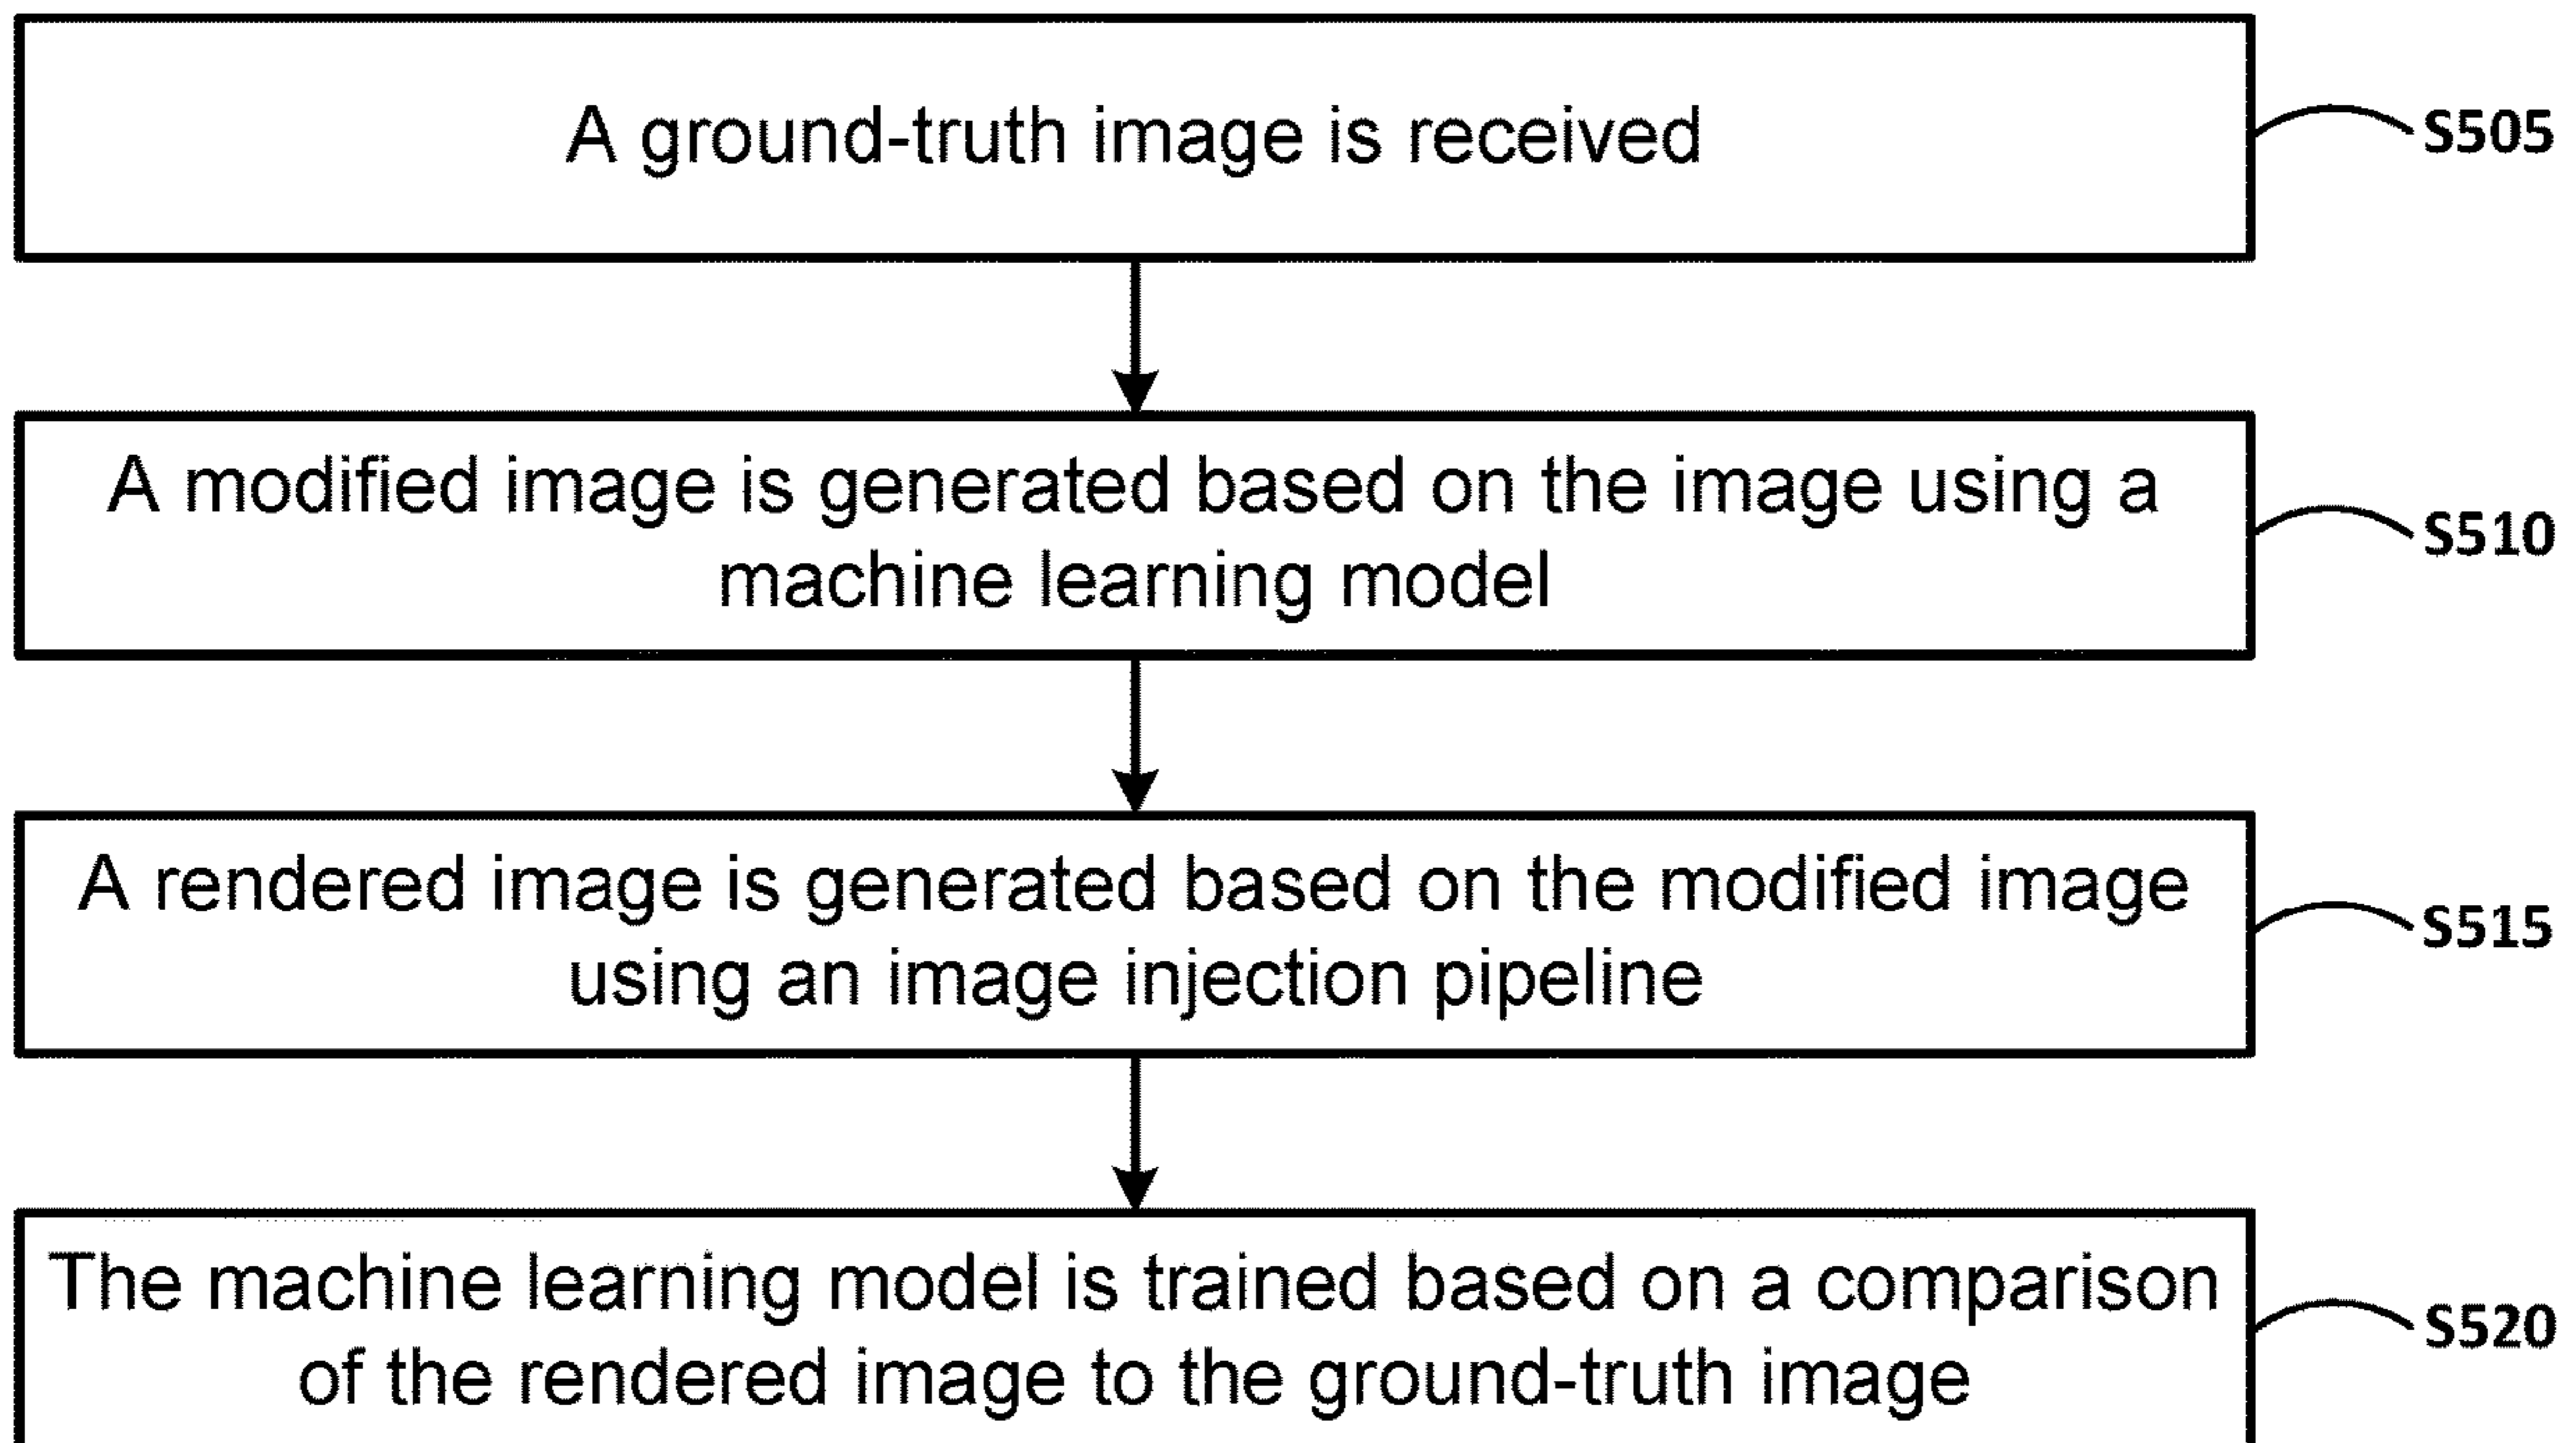 A ground-truth image is received
S505
A modified image is generated based on the image using a
machine learning model
S510
A rendered image is generated based on the modified image
using an image injection pipeline
S515
The machine learning model is trained based on a comparison
of the rendered image to the ground-truth image
S520